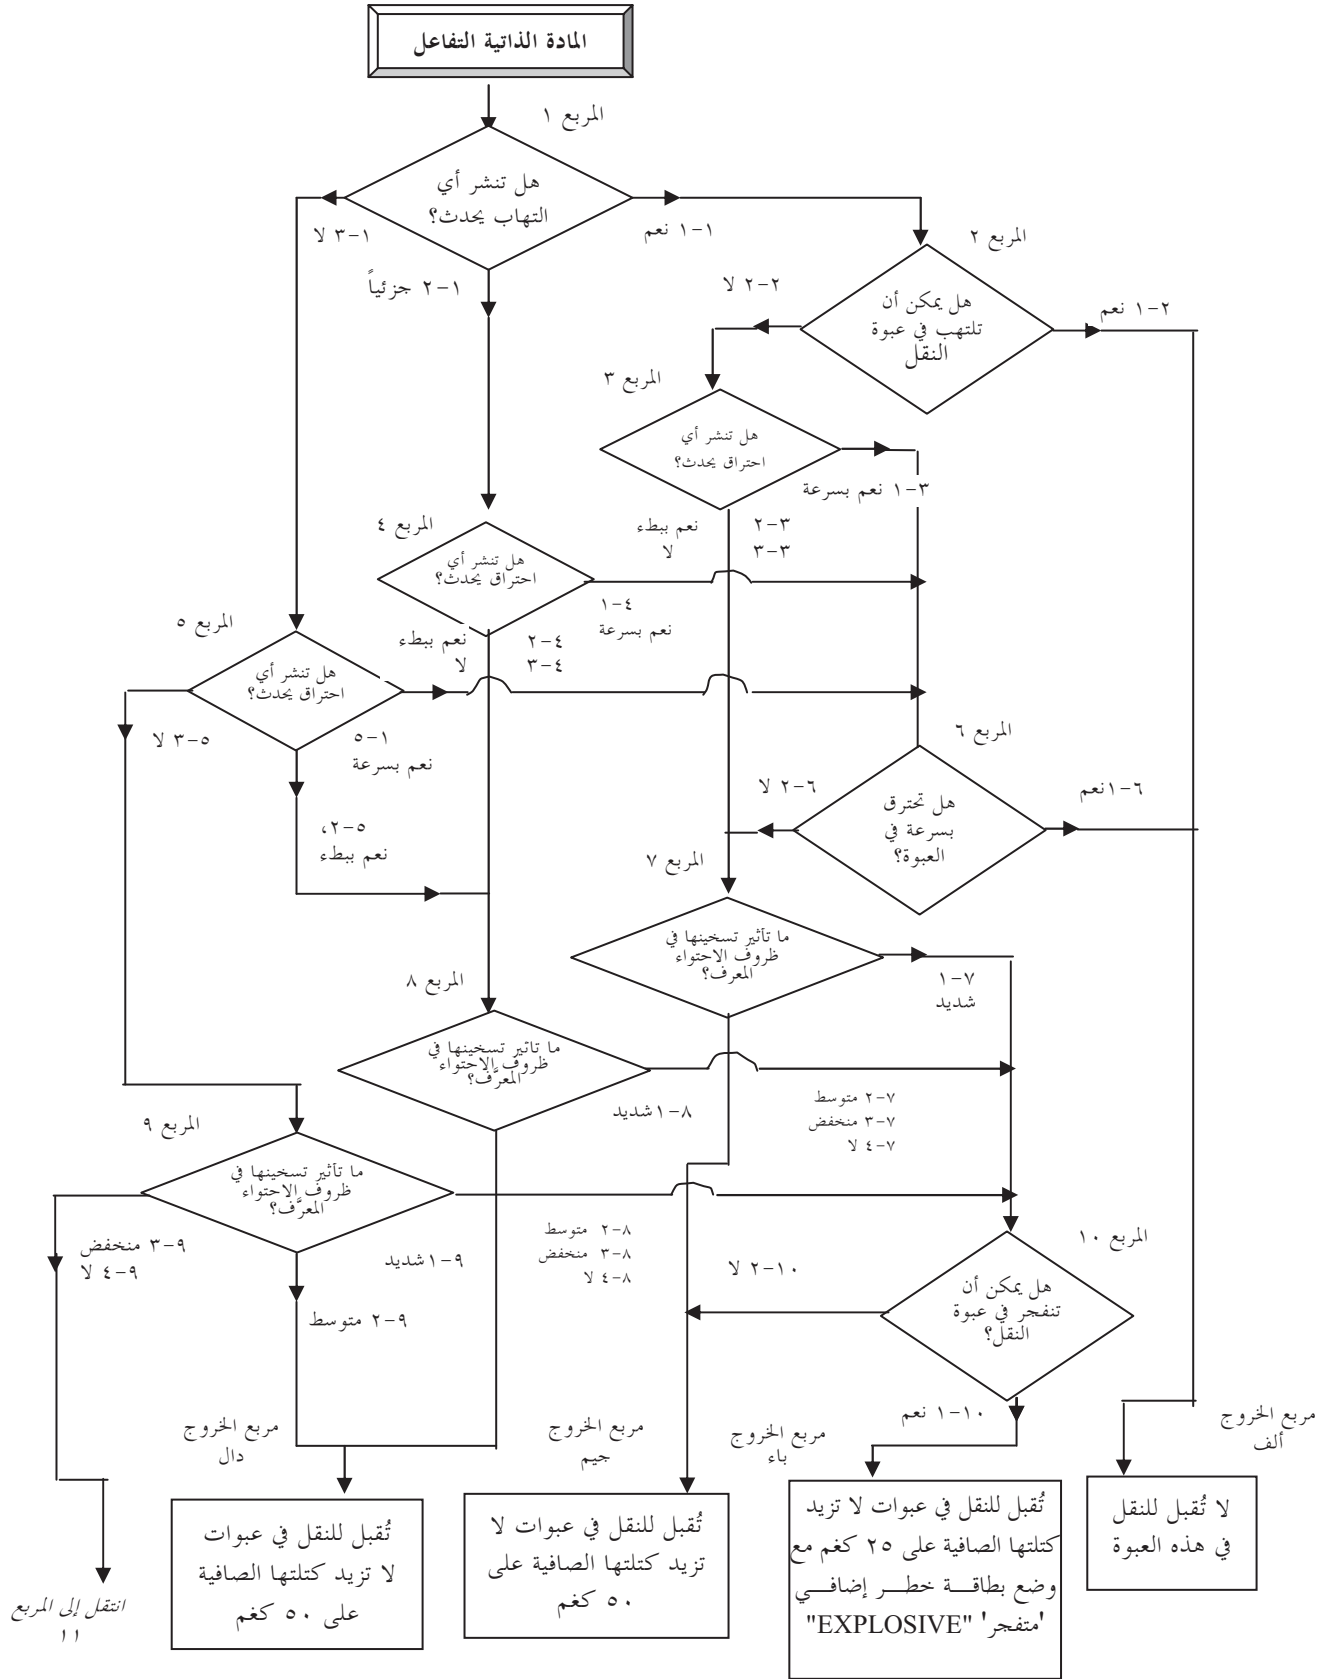 المادة الذاتية التفاعل
المربع ١
هل تنشر أي
التهاب يحدث؟
١-١ نعم
١-٣ لا
١-٢ جزئياً
المربع ٢
هل يمكن أن
تلتهب في عبوة
النقل
٢-١ نعم
٢-٢ لا
المربع ٣
هل تنشر أي
احتراق يحدث؟
٣-١ نعم بسرعة
٣-٢ نعم ببطء
٣-٣ لا
المربع ٤
هل تنشر أي
احتراق يحدث؟
٤-١
نعم بسرعة
٤-٢ نعم ببطء
٤-٣ لا
المربع ٥
هل تنشر أي
احتراق يحدث؟
٥-١
نعم بسرعة
٥-٣ لا
٥-٢،
نعم ببطء
المربع ٦
هل تحترق
بسرعة في
العبوة؟
٦-١نعم
٦-٢ لا
المربع ٧
ما تأثير تسخينها في
ظروف الاحتواء
المعرف؟
٧-١
شديد
٧-٢ متوسط
٧-٣ منخفض
٧-٤ لا
المربع ٨
ما تاثير تسخينها في
ظروف الاحتواء
المعرَّف؟
٨-١شديد
٨-٢ متوسط
٨-٣ منخفض
٨-٤ لا
المربع ٩
ما تأثير تسخينها في
ظروف الاحتواء
المعرَّف؟
٩-١شديد
٩-٣ منخفض
٩-٤ لا
٩-٢ متوسط
المربع ١٠
هل يمكن أن
تنفجر في عبوة
النقل؟
١٠-٢ لا
١٠-١ نعم
مربع الخروج
ألف
لا تُقبل للنقل
في هذه العبوة
مربع الخروج
باء
تُقبل للنقل في عبوات لا تزيد
كتلتها الصافية على ٢٥ كغم مع
وضع بطاقة خطر إضافي
'متفجر' "EXPLOSIVE"
مربع الخروج
جيم
تُقبل للنقل في عبوات لا
تزيد كتلتها الصافية على
٥٠ كغم
مربع الخروج
دال
تُقبل للنقل في عبوات
لا تزيد كتلتها الصافية
على ٥٠ كغم
انتقل إلى المربع
١١